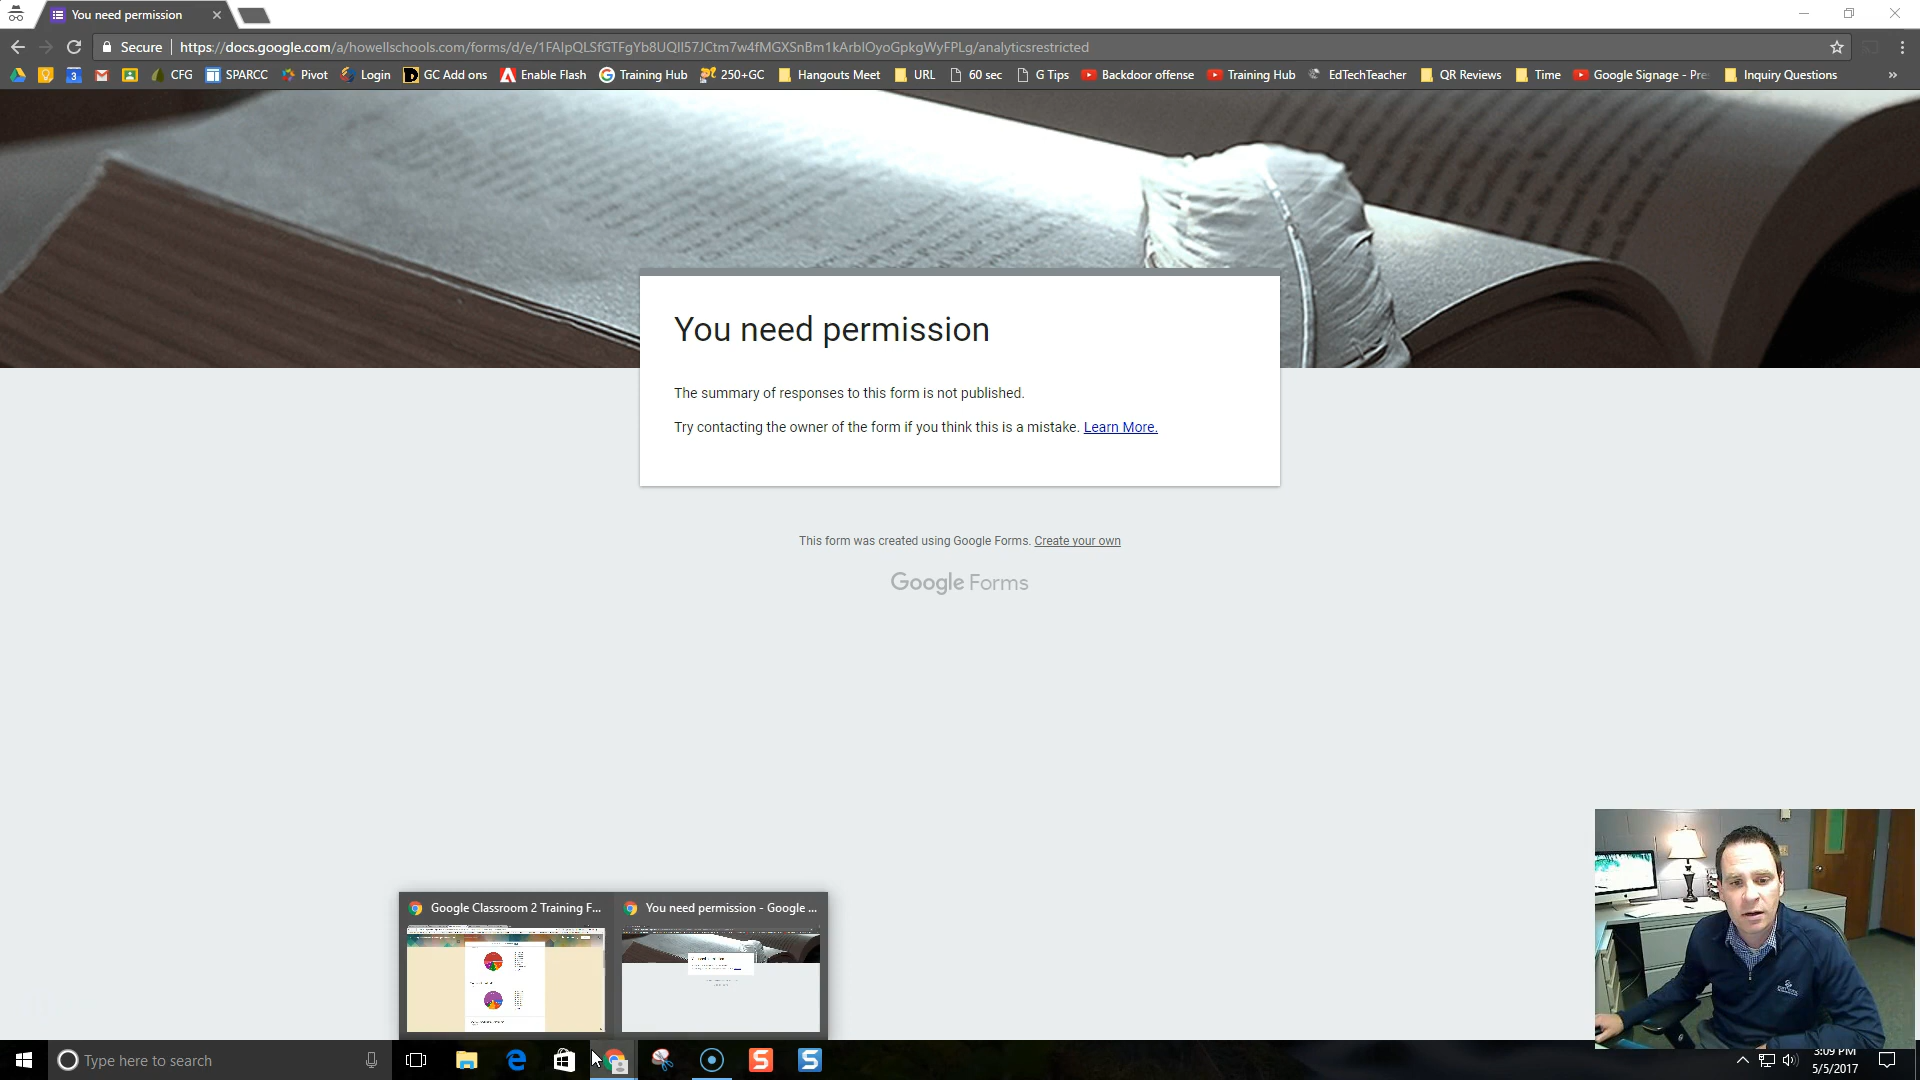 You need permission
Secure
https://docs.google.com/a/howellschools.com/forms/d/e/1FAIpQLSfGTFgYb8UQIl57JCtm7w4fMGXSnBm1kArbIOyoGpkgWyFPLg/analyticsrestricted
CFG SPARCC Pivot Login GC Add ons Enable Flash Training Hub 250+GC Hangouts Meet URL 60 sec G Tips Backdoor offense Training Hub EdTechTeacher QR Reviews Time Google Signage - Pre Inquiry Questions »
You need permission
The summary of responses to this form is not published.
Try contacting the owner of the form if you think this is a mistake. Learn More.
This form was created using Google Forms. Create your own
Google Forms
Google Classroom 2 Training F...
You need permission - Google ...
Type here to search
3:09 PM
5/5/2017